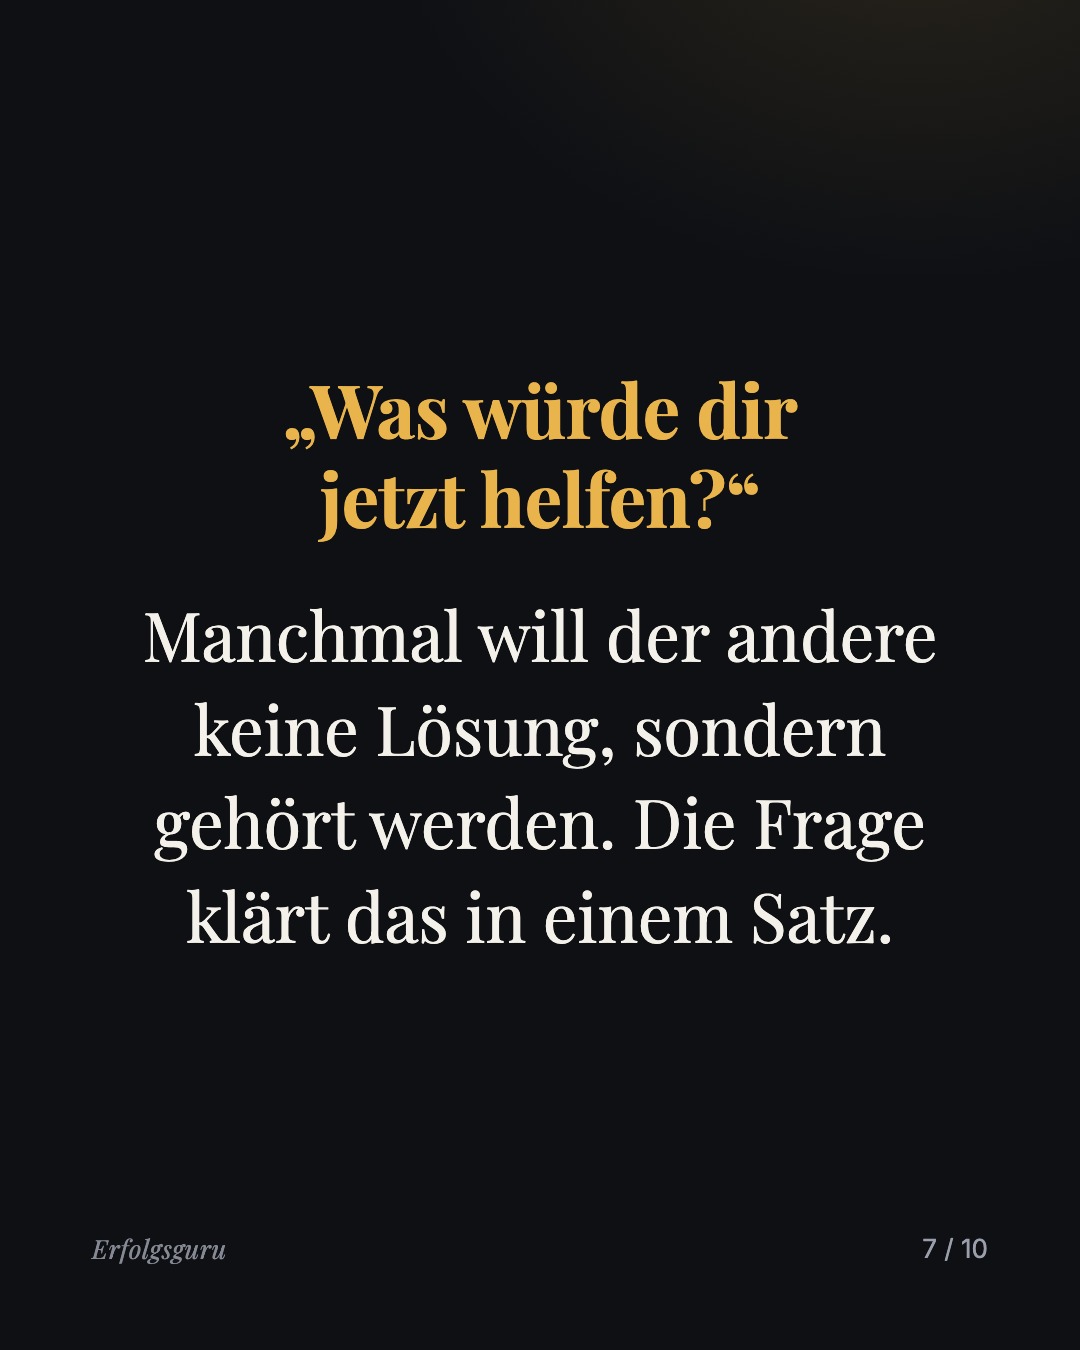 „Was würde dir
jetzt helfen?“
Manchmal will der andere
keine Lösung, sondern
gehört werden. Die Frage
klärt das in einem Satz.
Erfolgsguru
7 / 10